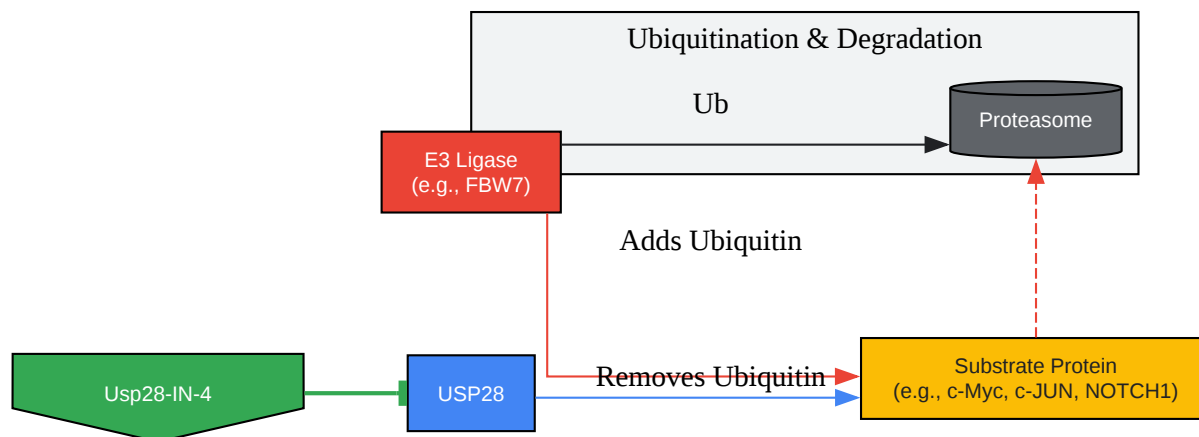 Ubiquitination & Degradation
Ub
Proteasome
E3 Ligase
(e.g., FBW7)
Adds Ubiquitin
Usp28-IN-4
USP28
Removes Ubiquitin
Substrate Protein
(e.g., c-Myc, c-JUN, NOTCH1)